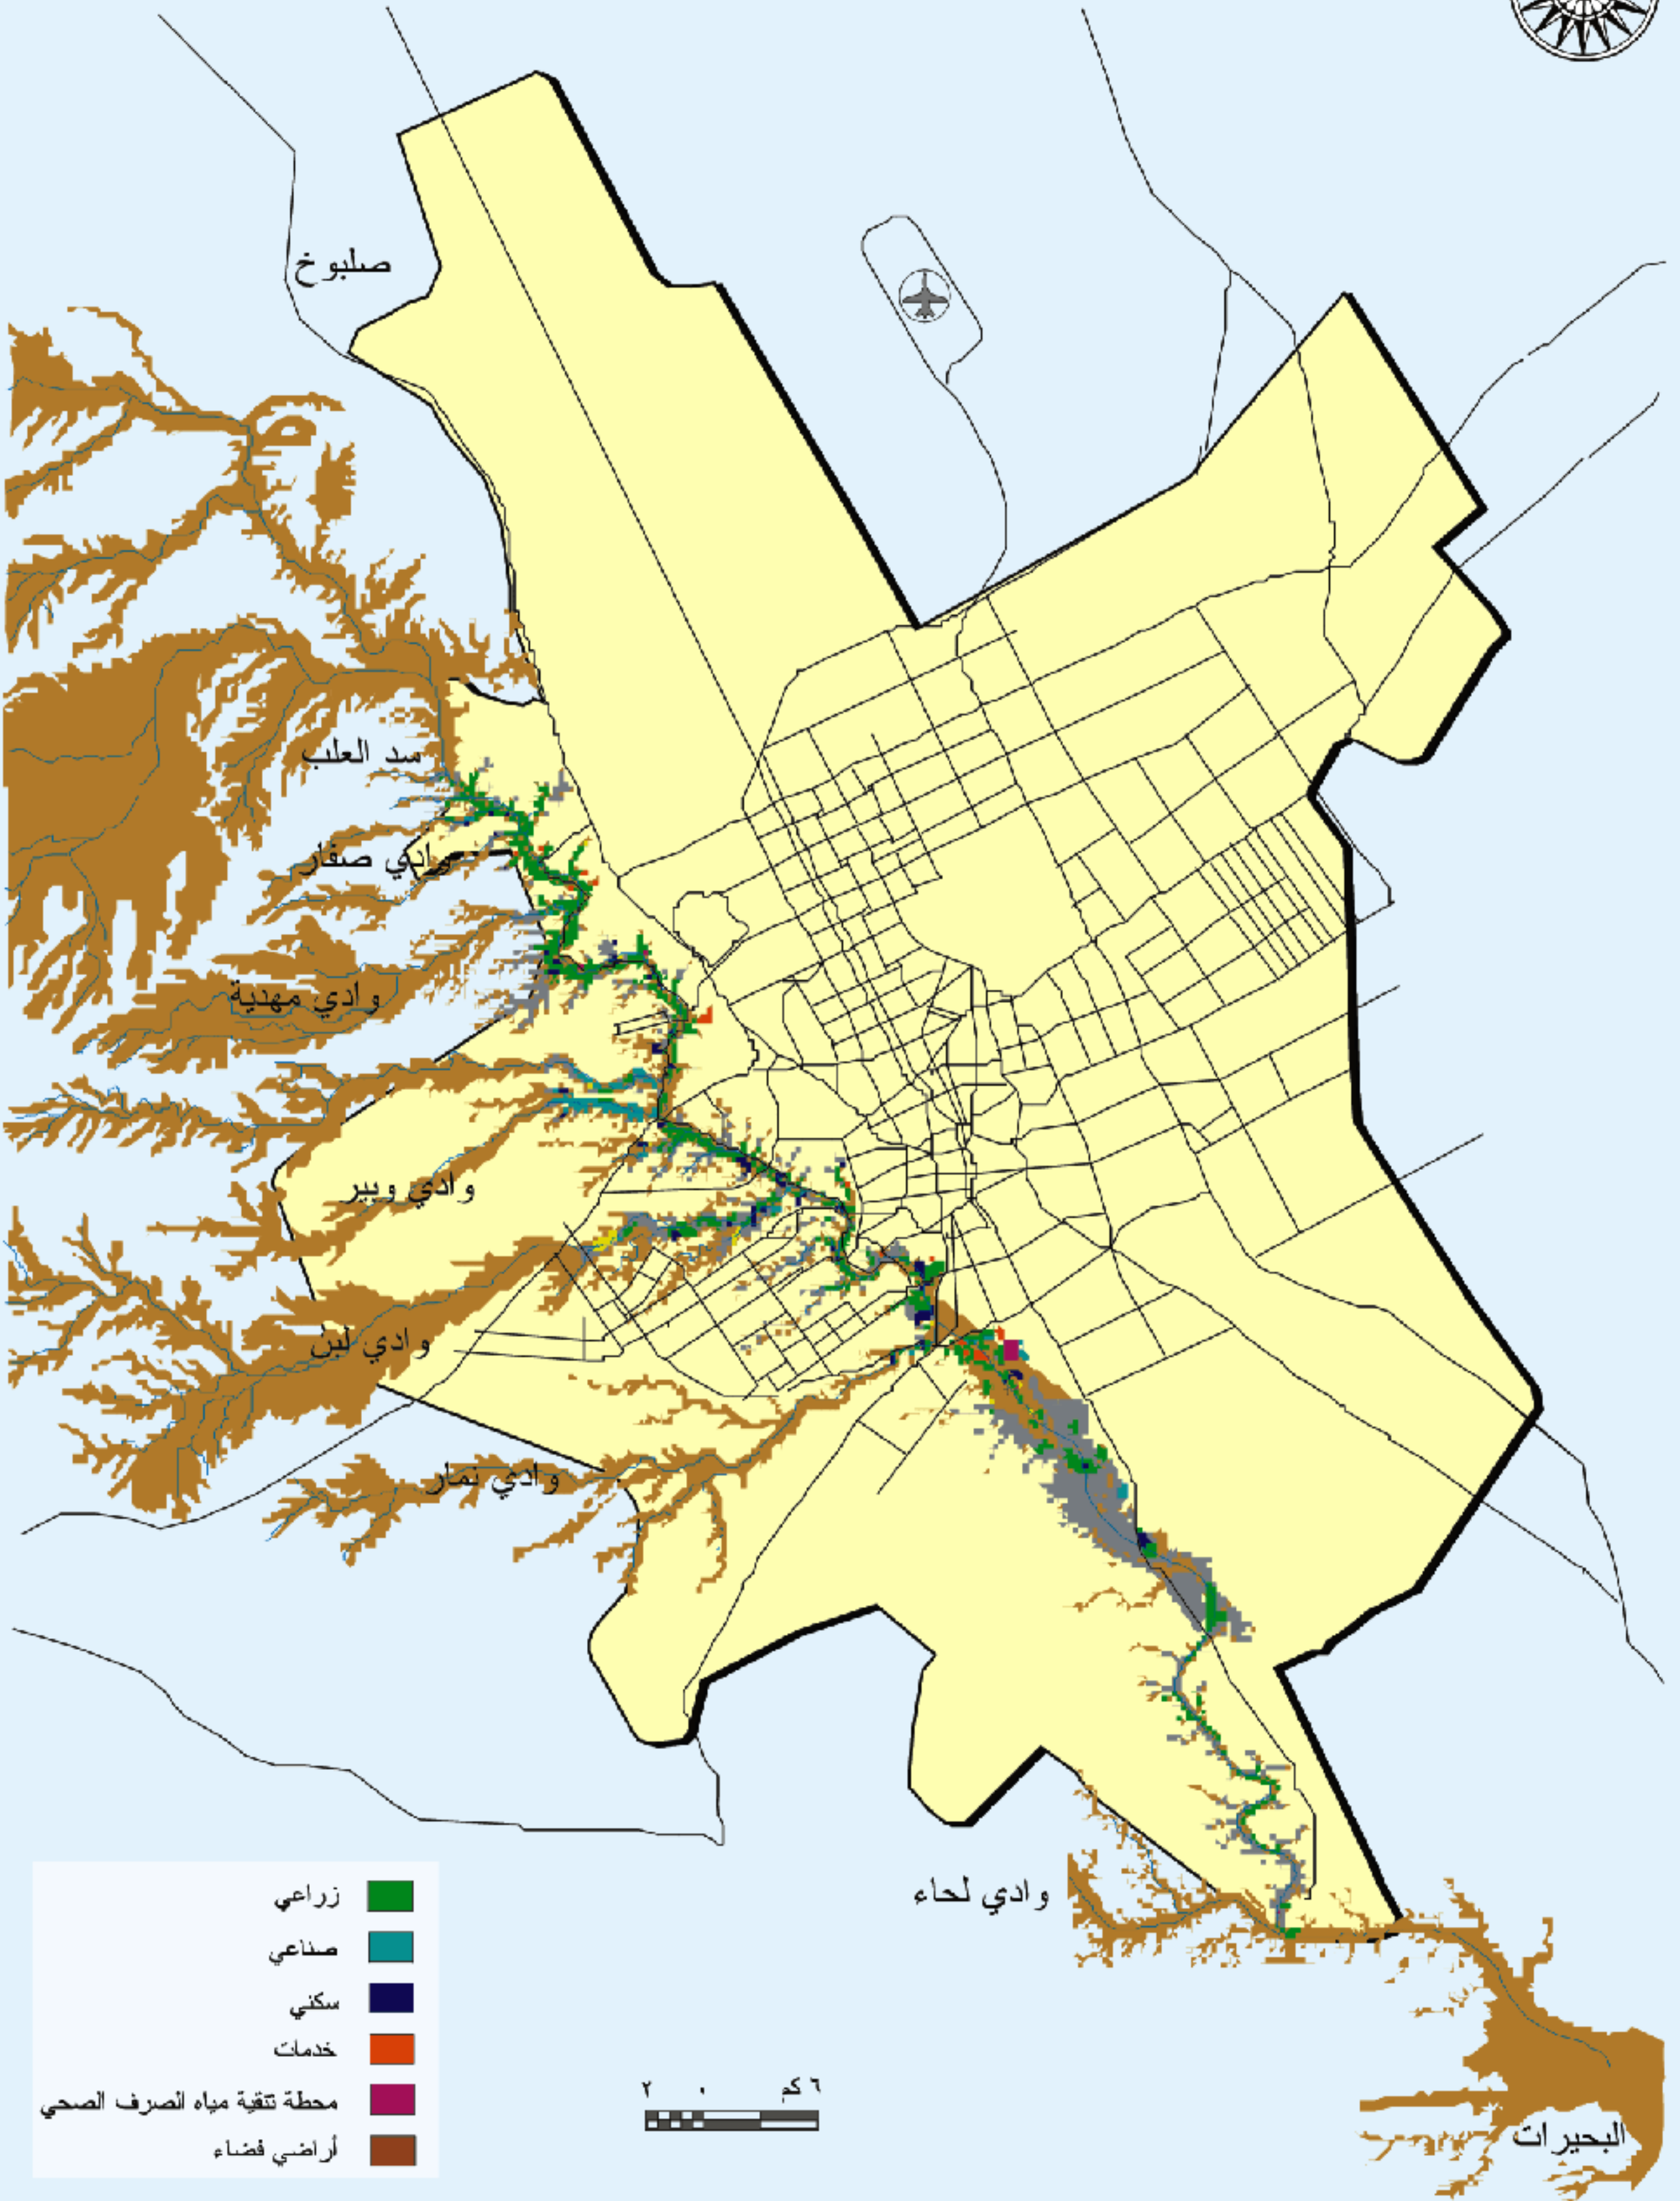 صلبوخ
سد العلب
وادي صفار
وادي مهدية
وادي وبير
وادي لبن
وادي نمار
وادي لحاء
البحيرات
زراعي
صناعي
سكني
خدمات
محطة تنقية مياه الصرف الصحي
أراضي فضاء
٢ ٠ ٦ كم